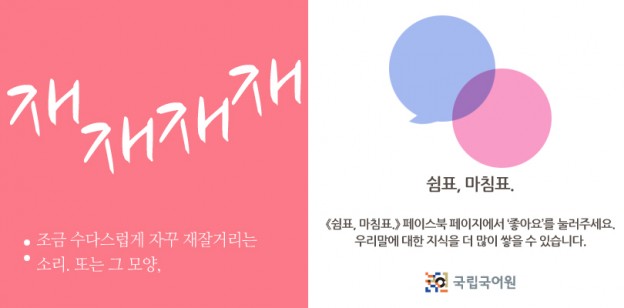 재재재재
조금 수다스럽게 자꾸 재잘거리는
소리. 또는 그 모양,
쉼표, 마침표.
《쉼표, 마침표.》 페이스북 페이지에서 '좋아요'를 눌러주세요.
우리말에 대한 지식을 더 많이 쌓을 수 있습니다.
국립국어원